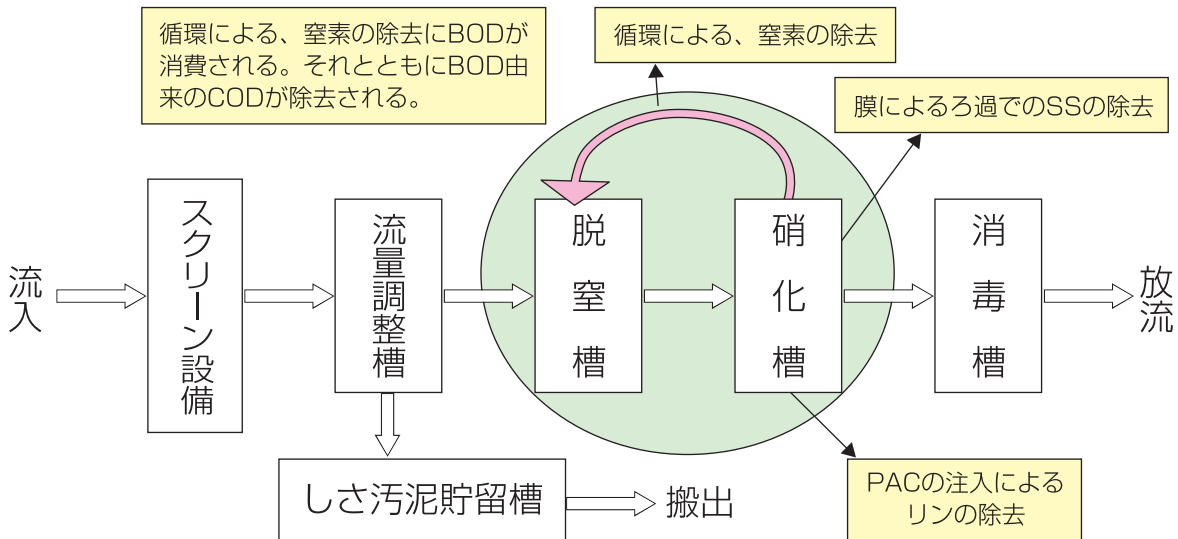 循環による、窒素の除去にBODが
消費される。それとともにBOD由
来のCODが除去される。
循環による、窒素の除去
膜によるろ過でのSSの除去
流入
スクリーン設備
流量調整槽
脱窒槽
硝化槽
消毒槽
放流
しさ汚泥貯留槽
搬出
PACの注入による
リンの除去